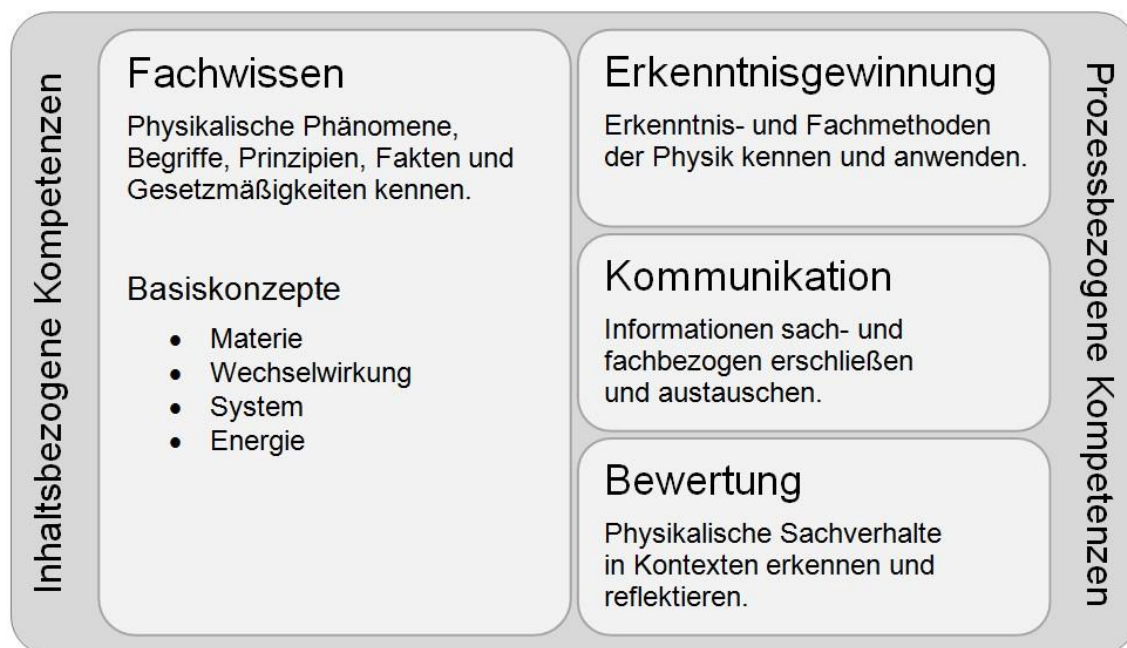 Inhaltsbezogene Kompetenzen
Fachwissen
Physikalische Phänomene,
Begriffe, Prinzipien, Fakten und
Gesetzmäßigkeiten kennen.
Basiskonzepte
• Materie
• Wechselwirkung
• System
• Energie
Erkenntnisgewinnung
Erkenntnis- und Fachmethoden
der Physik kennen und anwenden.
Kommunikation
Informationen sach- und
fachbezogen erschließen
und austauschen.
Bewertung
Physikalische Sachverhalte
in Kontexten erkennen und
reflektieren.
Prozessbezogene Kompetenzen